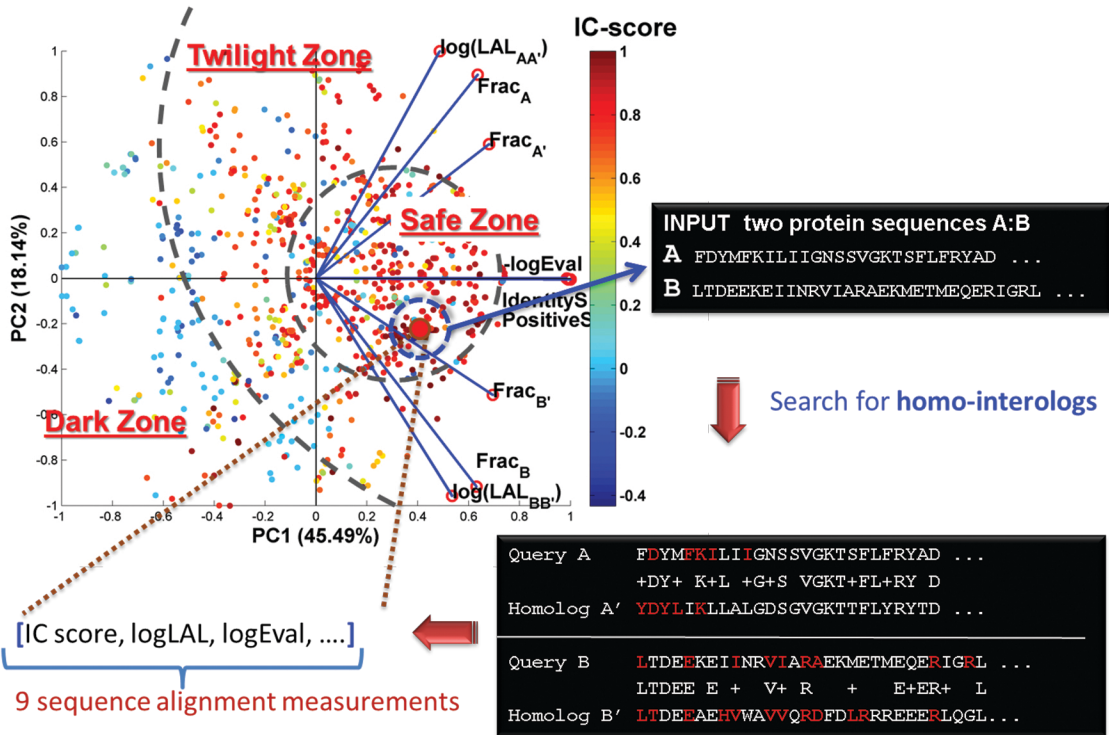 IC-score
Twilight Zone
log(LAL_AA')
Frac_A
Frac_A'
Safe Zone
-logEval
IdentityS
PositiveS
Frac_B'
Frac_B
log(LAL_BB')
Dark Zone
PC2 (18.14%)
1
0.8
0.6
0.4
0.2
0
-0.2
-0.4
-0.6
-0.8
-1
-1 -0.8 -0.6 -0.4 -0.2 0 0.2 0.4 0.6 0.8 1
PC1 (45.49%)
1
0.8
0.6
0.4
0.2
0
-0.2
-0.4
INPUT two protein sequences A:B
A FDYMFKILIIGNSSVGKTSFLFRYAD ...
B LTDEEKEIINRVIARAEKMETMEQERIGRL ...
Search for homo-interologs
Query A FDYMFKILIIGNSSVGKTSFLFRYAD ...
+DY+ K+L +G+S VGKT+FL+RY D
Homolog A' YDYLIKLLALGDSGVGKTTFLYRYTD ...
Query B LTDEEKEIINRVIARAEKMETMEQERIGRL ...
LTDEE E + V+ R + E+ER+ L
Homolog B' LTDEEAEHVWAVVQRDFDLRRREEERLQGL ...
[IC score, logLAL, logEval, ....]
9 sequence alignment measurements